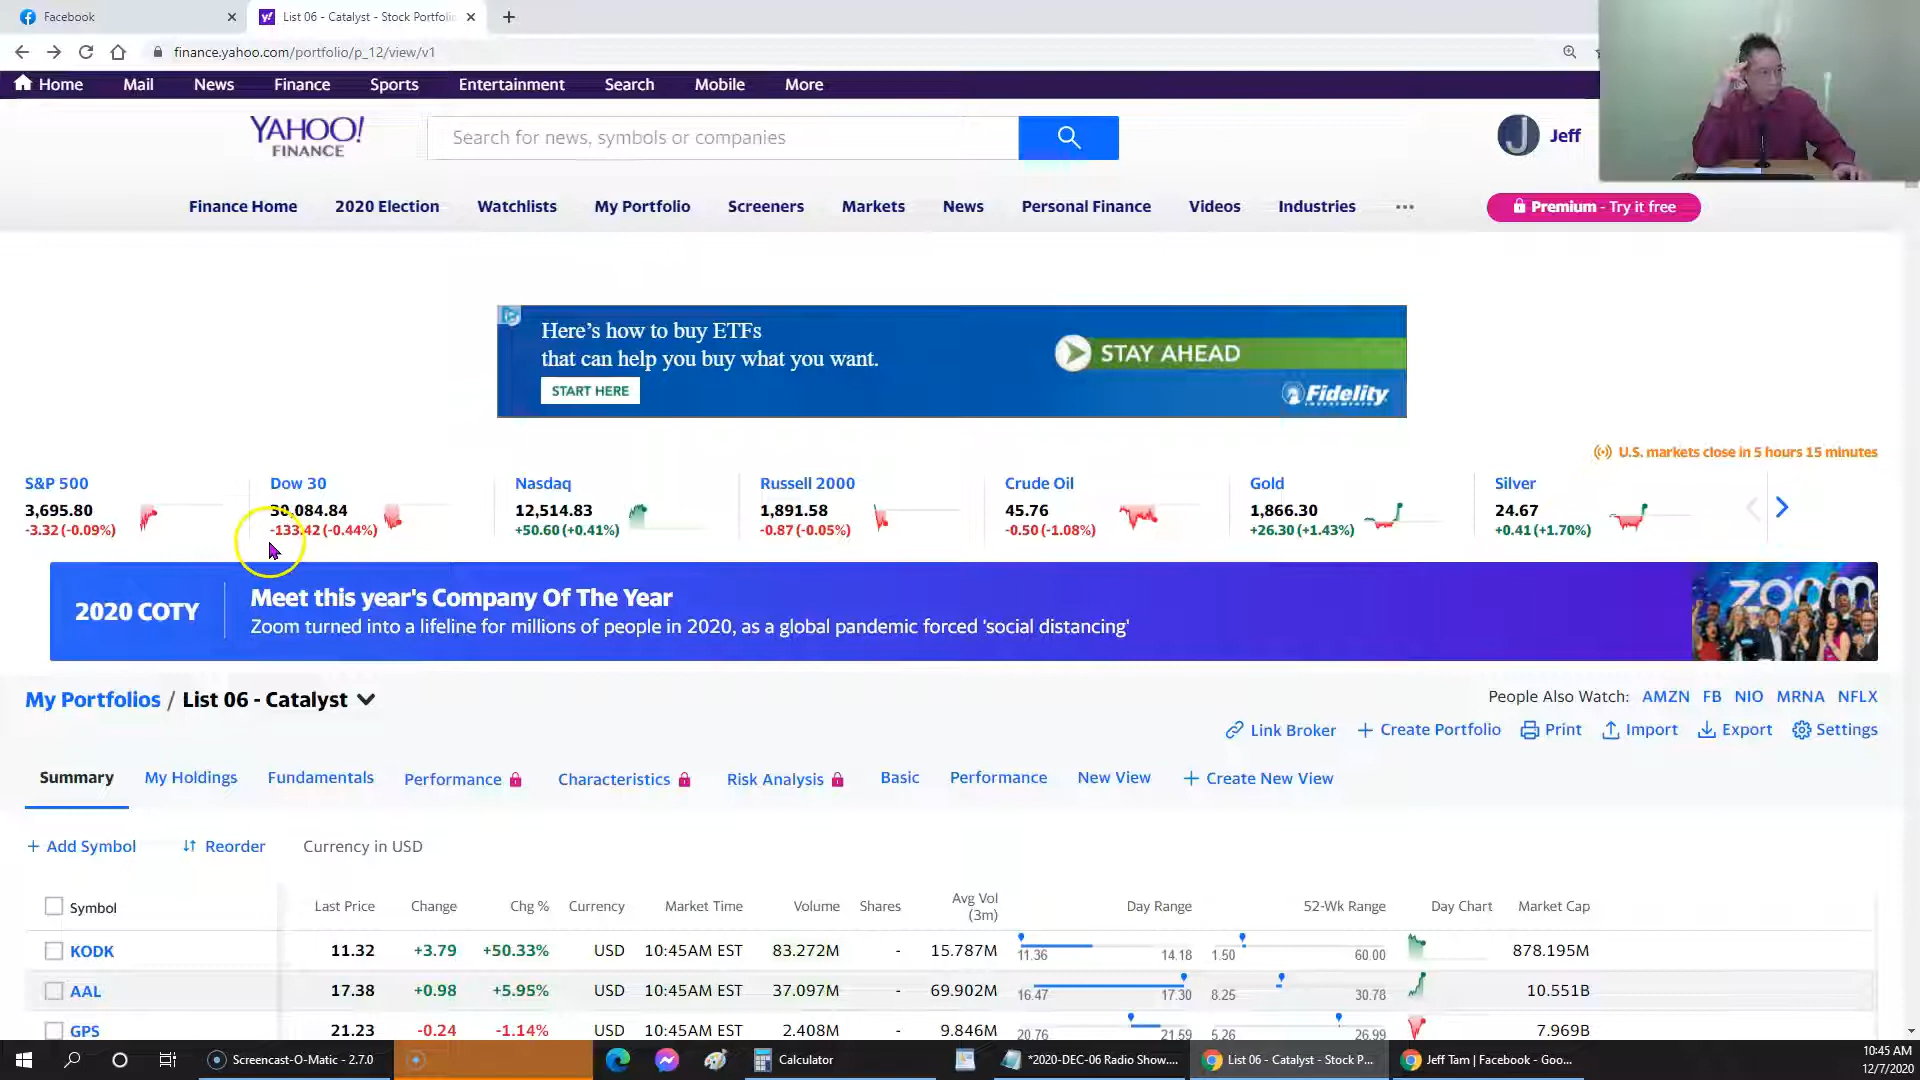 Facebook
List 06 - Catalyst - Stock Portfolio
finance.yahoo.com/portfolio/p_12/view/v1
Home Mail News Finance Sports Entertainment Search Mobile More
YAHOO!
FINANCE
Search for news, symbols or companies
J Jeff
Finance Home 2020 Election Watchlists My Portfolio Screeners Markets News Personal Finance Videos Industries ... Premium - Try it free
Here's how to buy ETFs
that can help you buy what you want.
START HERE
STAY AHEAD
Fidelity
INVESTMENTS
U.S. markets close in 5 hours 15 minutes
S&P 500 Dow 30 Nasdaq Russell 2000 Crude Oil Gold Silver
3,695.80 30,084.84 12,514.83 1,891.58 45.76 1,866.30 24.67
-3.32 (-0.09%) -133.42 (-0.44%) +50.60 (+0.41%) -0.87 (-0.05%) -0.50 (-1.08%) +26.30 (+1.43%) +0.41 (+1.70%)
2020 COTY
Meet this year's Company Of The Year
Zoom turned into a lifeline for millions of people in 2020, as a global pandemic forced 'social distancing'
zoom
My Portfolios / List 06 - Catalyst
People Also Watch: AMZN FB NIO MRNA NFLX
Link Broker + Create Portfolio Print Import Export Settings
Summary My Holdings Fundamentals Performance Characteristics Risk Analysis Basic Performance New View + Create New View
+ Add Symbol Reorder Currency in USD
Symbol Last Price Change Chg % Currency Market Time Volume Shares Avg Vol (3m) Day Range 52-Wk Range Day Chart Market Cap
KODK 11.32 +3.79 +50.33% USD 10:45AM EST 83.272M - 15.787M 11.36 14.18 1.50 60.00 878.195M
AAL 17.38 +0.98 +5.95% USD 10:45AM EST 37.097M - 69.902M 16.47 17.30 8.25 30.78 10.551B
GPS 21.23 -0.24 -1.14% USD 10:45AM EST 2.408M - 9.846M 20.76 21.59 5.26 26.99 7.969B
Screencast-O-Matic - 2.7.0
Calculator
*2020-DEC-06 Radio Show....
List 06 - Catalyst - Stock P...
Jeff Tam | Facebook - Goo...
10:45 AM
12/7/2020